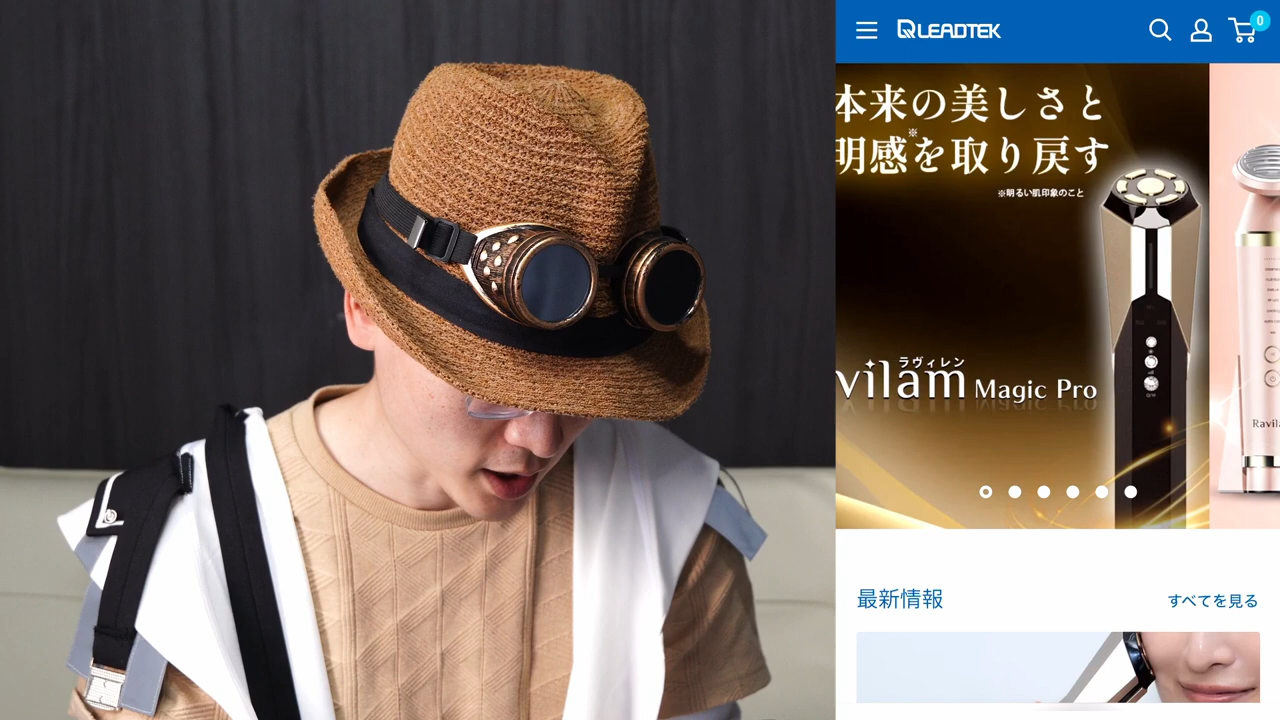 LEADTEK
0
本来の美しさと
明感※を取り戻す
※明るい肌印象のこと
ラヴィレン
vilam Magic Pro
Ravila
最新情報
すべてを見る